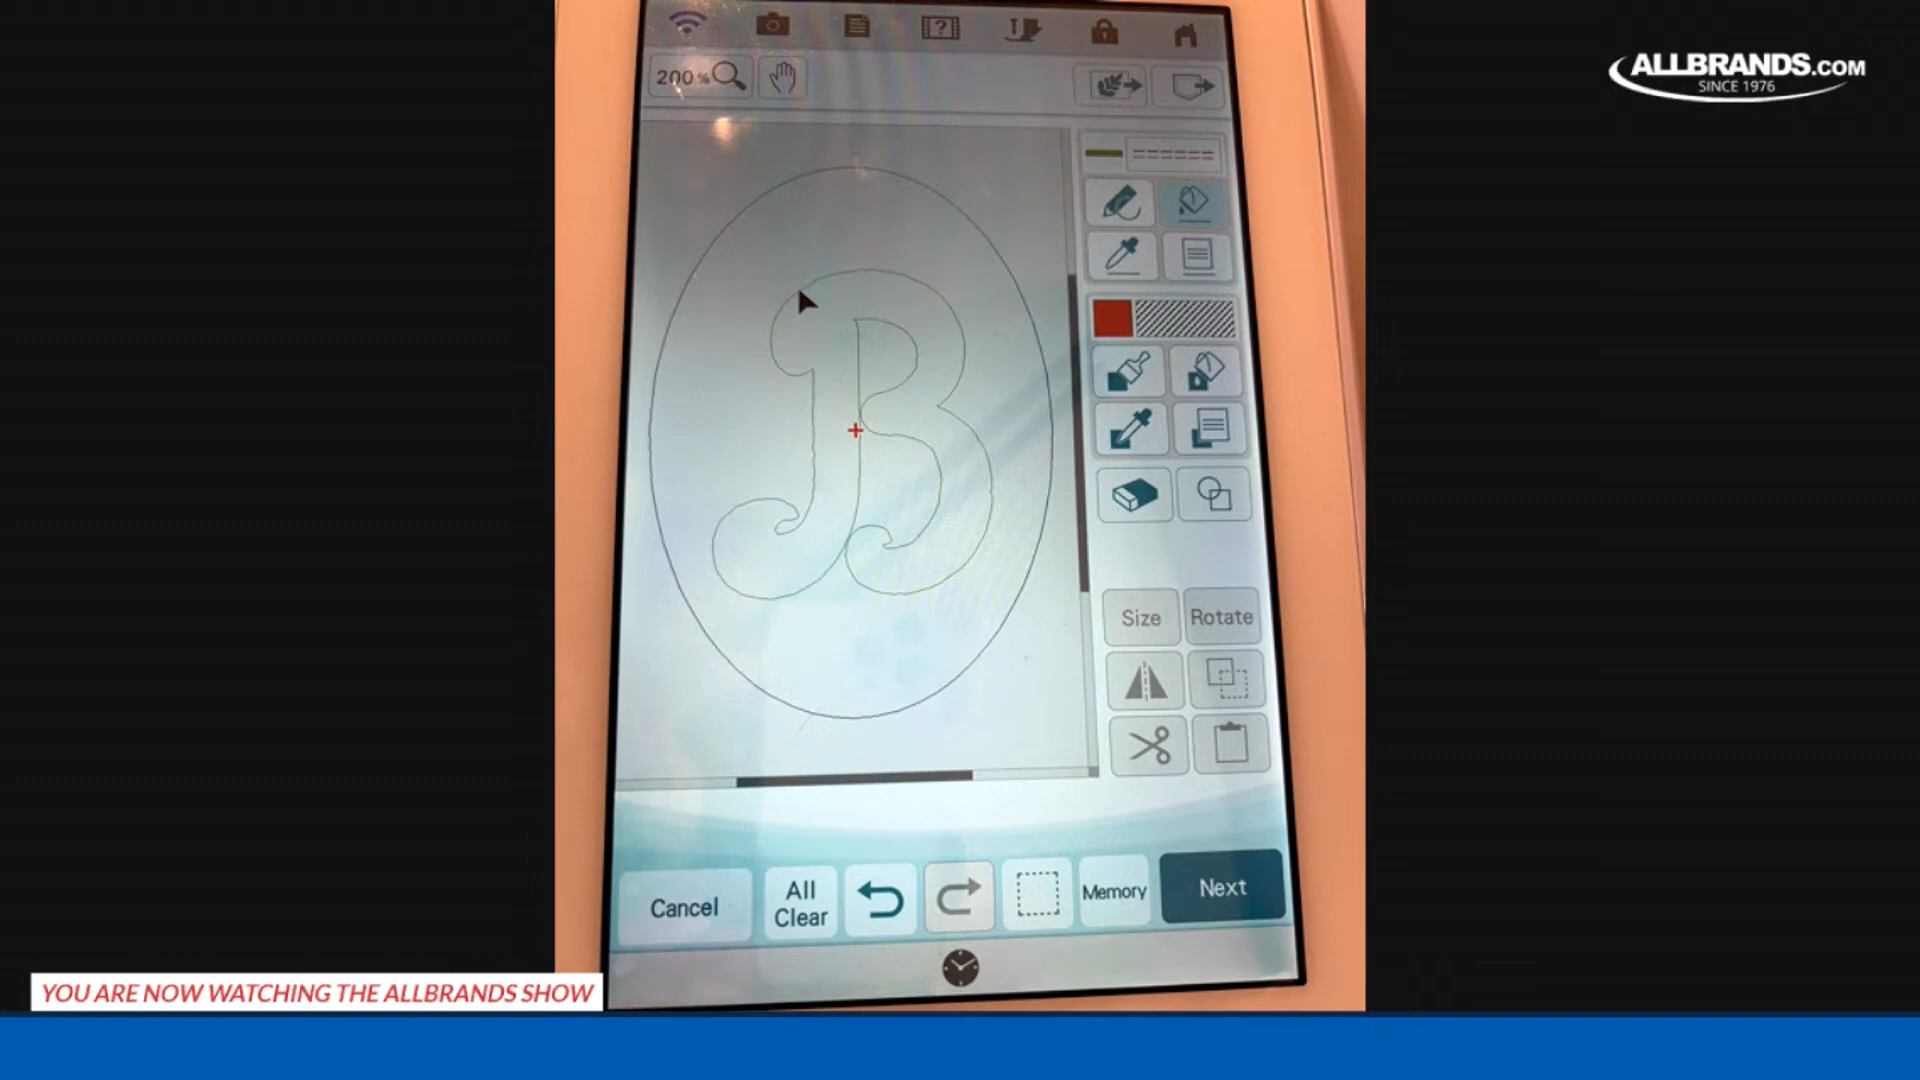 200%
ALLBRANDS.COM
SINCE 1976
B
Size
Rotate
Cancel
All
Clear
Memory
Next
YOU ARE NOW WATCHING THE ALLBRANDS SHOW